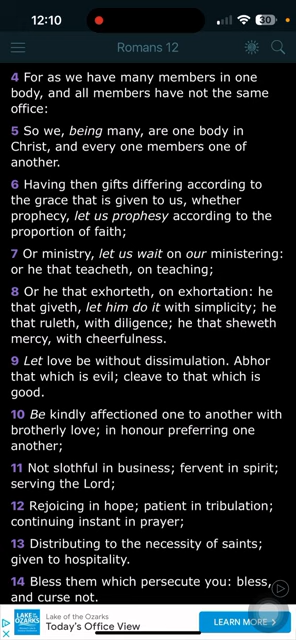 12:10
30
Romans 12
4 For as we have many members in one
body, and all members have not the same
office:
5 So we, being many, are one body in
Christ, and every one members one of
another.
6 Having then gifts differing according to
the grace that is given to us, whether
prophecy, let us prophesy according to the
proportion of faith;
7 Or ministry, let us wait on our ministering:
or he that teacheth, on teaching;
8 Or he that exhorteth, on exhortation: he
that giveth, let him do it with simplicity; he
that ruleth, with diligence; he that sheweth
mercy, with cheerfulness.
9 Let love be without dissimulation. Abhor
that which is evil; cleave to that which is
good.
10 Be kindly affectioned one to another with
brotherly love; in honour preferring one
another;
11 Not slothful in business; fervent in spirit;
serving the Lord;
12 Rejoicing in hope; patient in tribulation;
continuing instant in prayer;
13 Distributing to the necessity of saints;
given to hospitality.
14 Bless them which persecute you: bless,
and curse not.
LAKE OF THE
OZARKS
Lake of the Ozarks
Today's Office View
LEARN MORE